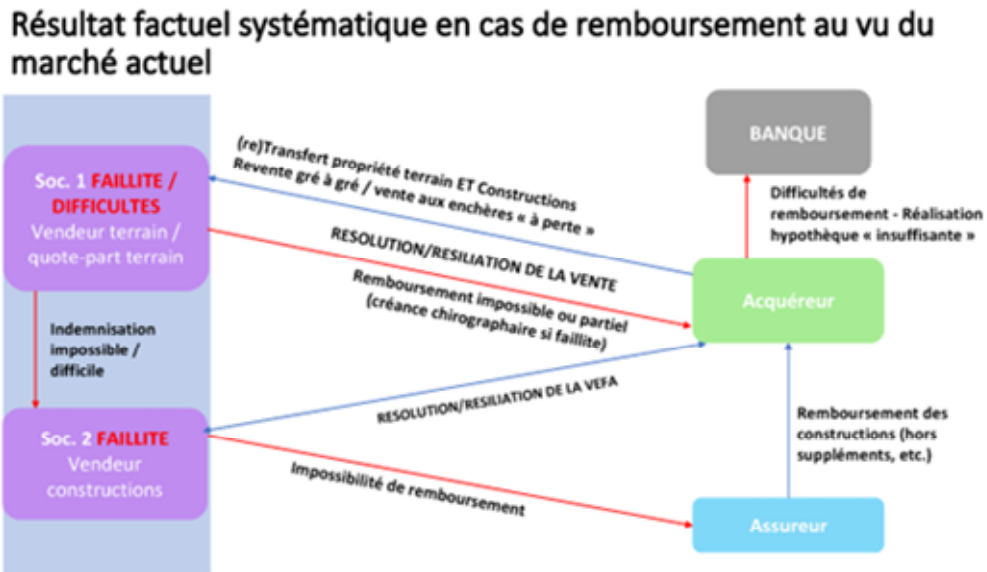 Résultat factuel systématique en cas de remboursement au vu du
marché actuel
Soc. 1 FAILLITE /
DIFFICULTES
Vendeur terrain /
quote-part terrain
(re)Transfert propriété terrain ET Constructions
Revente gré à gré / vente aux enchères « à perte »
BANQUE
Difficultés de
remboursement - Réalisation
hypothèque « insuffisante »
RESOLUTION/RESILIATION DE LA VENTE
Remboursement impossible ou partiel
(créance chirographaire si faillite)
Acquéreur
Indemnisation
impossible /
difficile
RESOLUTION/RESILIATION DE LA VEFA
Soc. 2 FAILLITE
Vendeur
constructions
Impossibilité de remboursement
Remboursement des
constructions (hors
suppléments, etc.)
Assureur